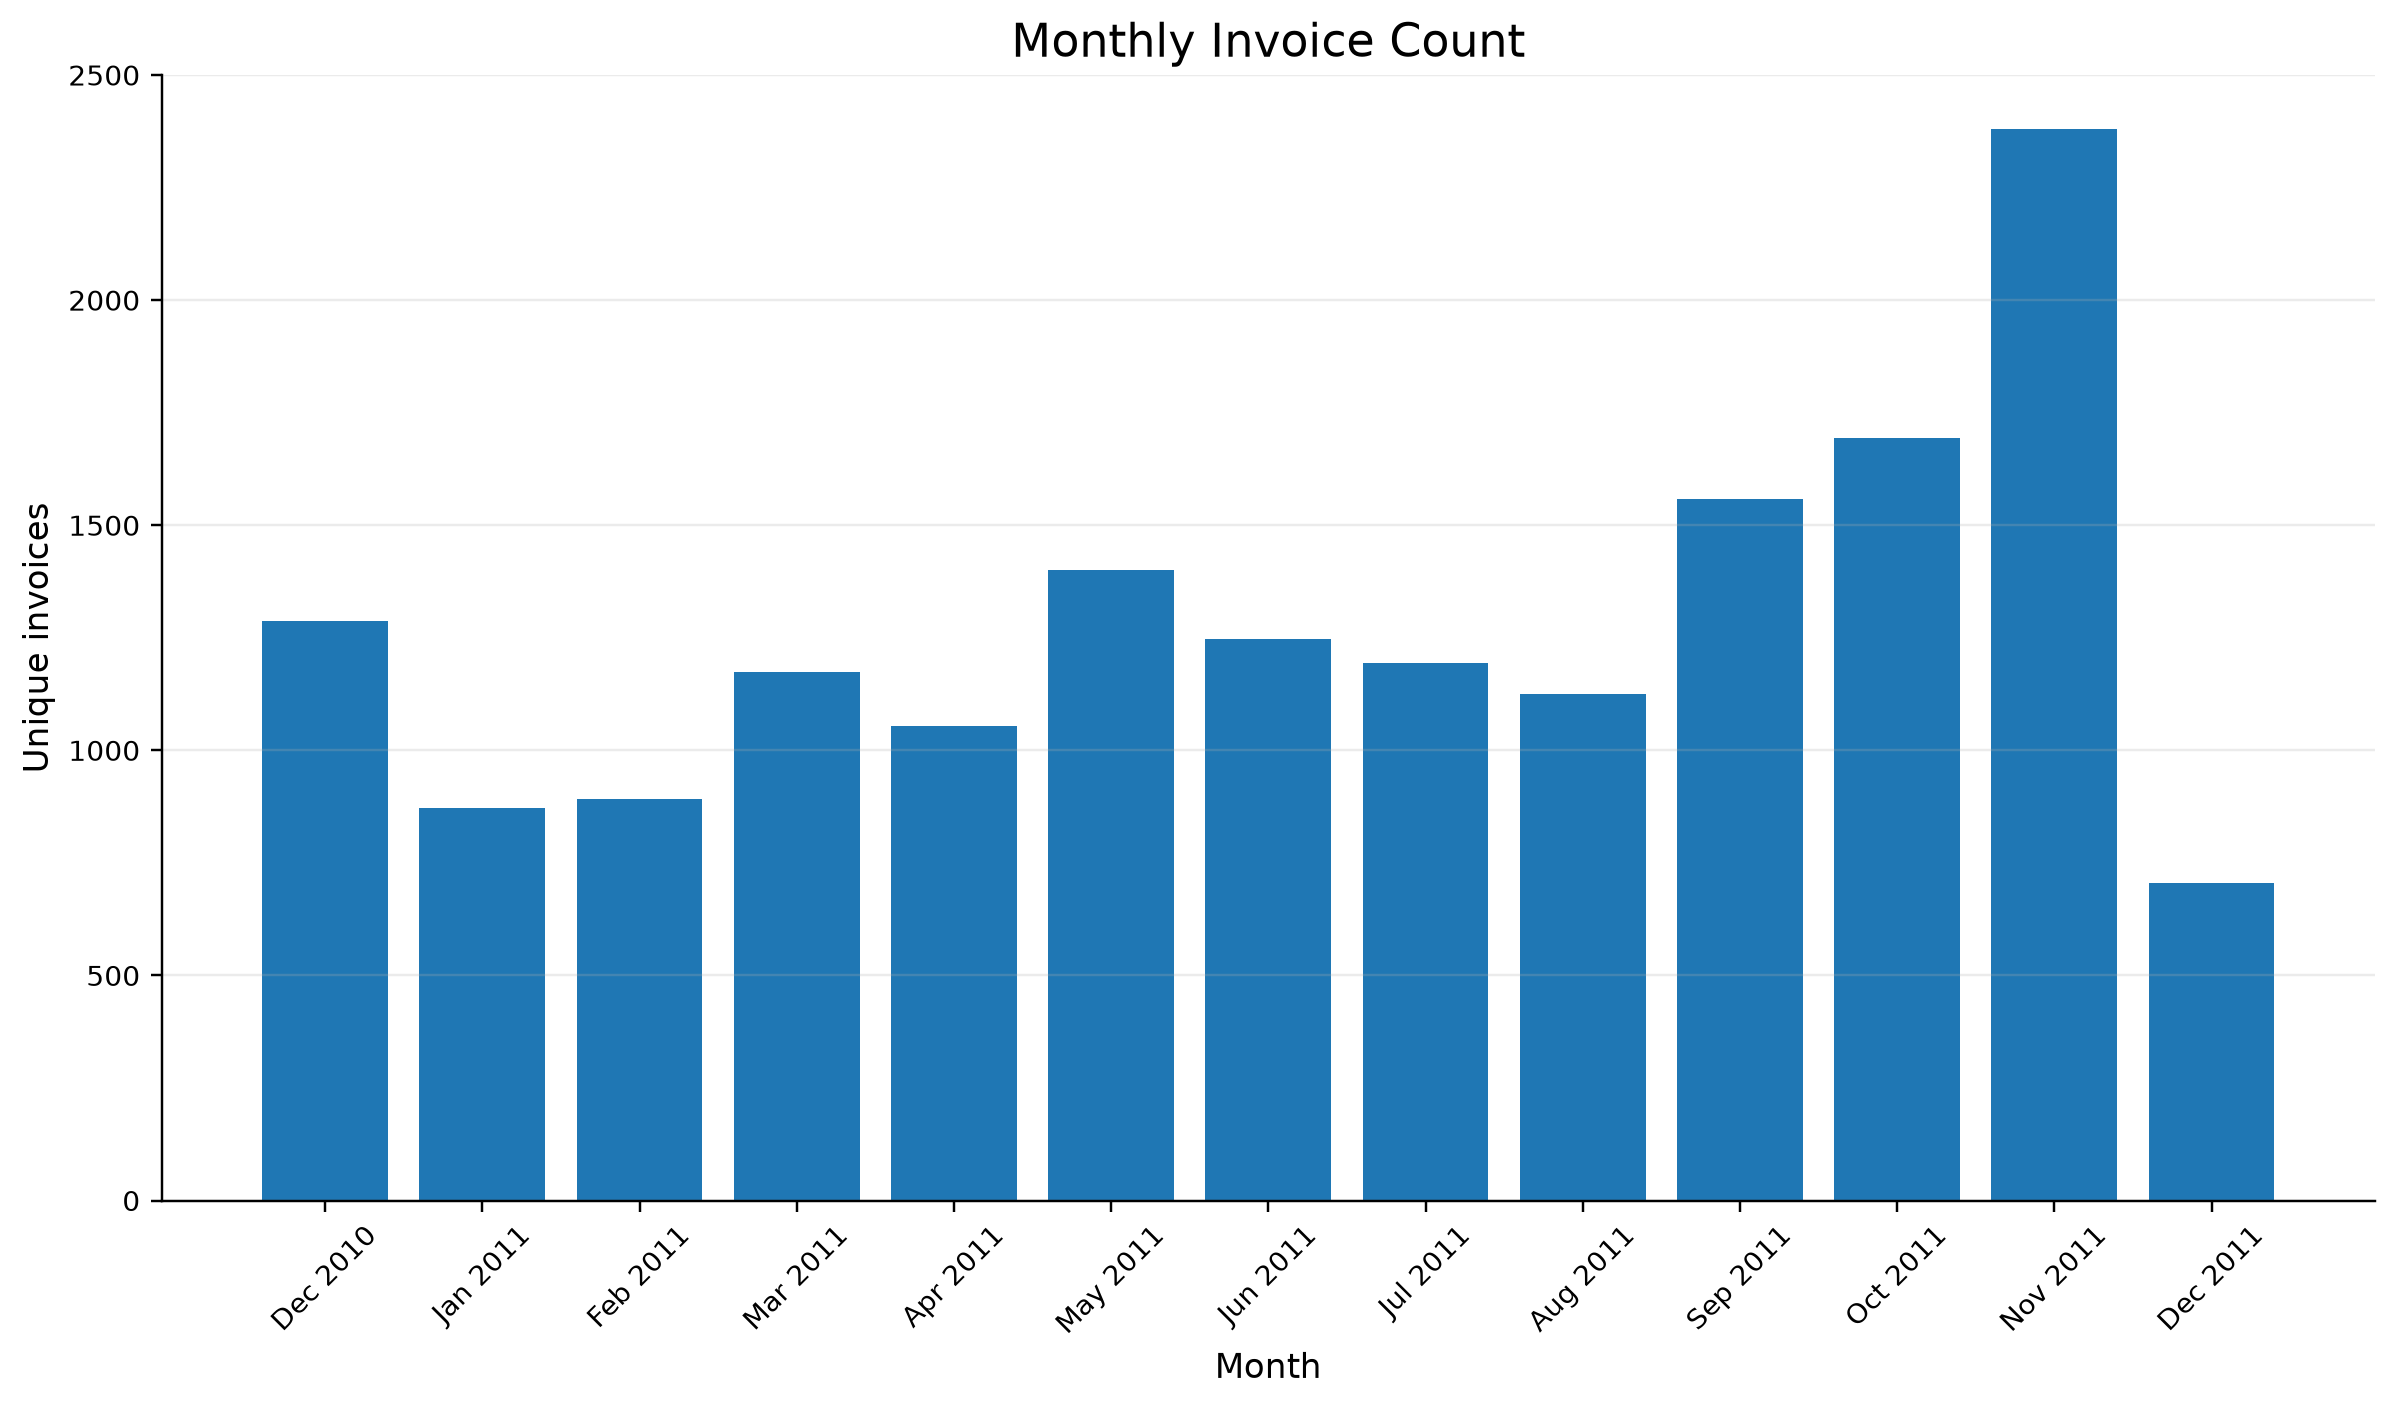 Monthly Invoice Count
2500
2000
1500
1000
500
0
Unique invoices
Dec 2010
Jan 2011
Feb 2011
Mar 2011
Apr 2011
May 2011
Jun 2011
Jul 2011
Aug 2011
Sep 2011
Oct 2011
Nov 2011
Dec 2011
Month